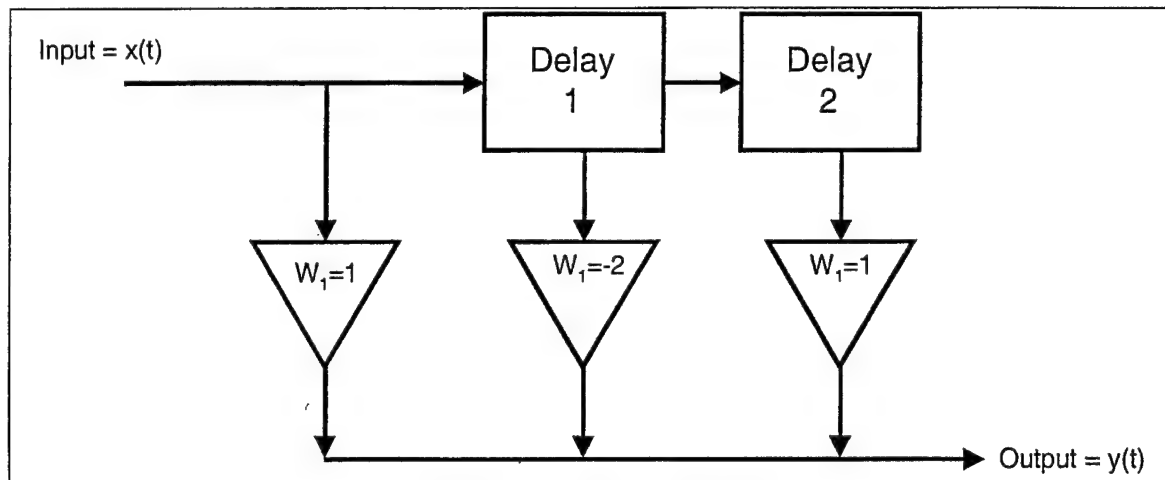 Input = x(t)
Delay
1
Delay
2
W₁=1
W₁=-2
W₁=1
Output = y(t)